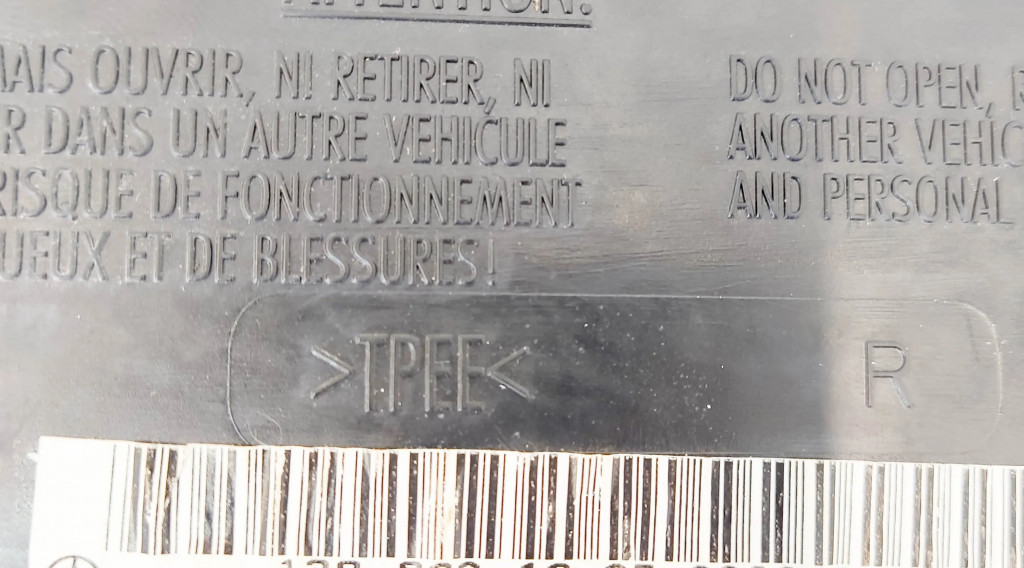 ATTENTION:
MAIS OUVRIR, NI RETIRER, NI
R DANS UN AUTRE VEHICULE
RISQUE DE FONCTIONNEMENT
UEUX ET DE BLESSURES!
DO NOT OPEN, R
ANOTHER VEHIC
AND PERSONAL
>TPEE<
R